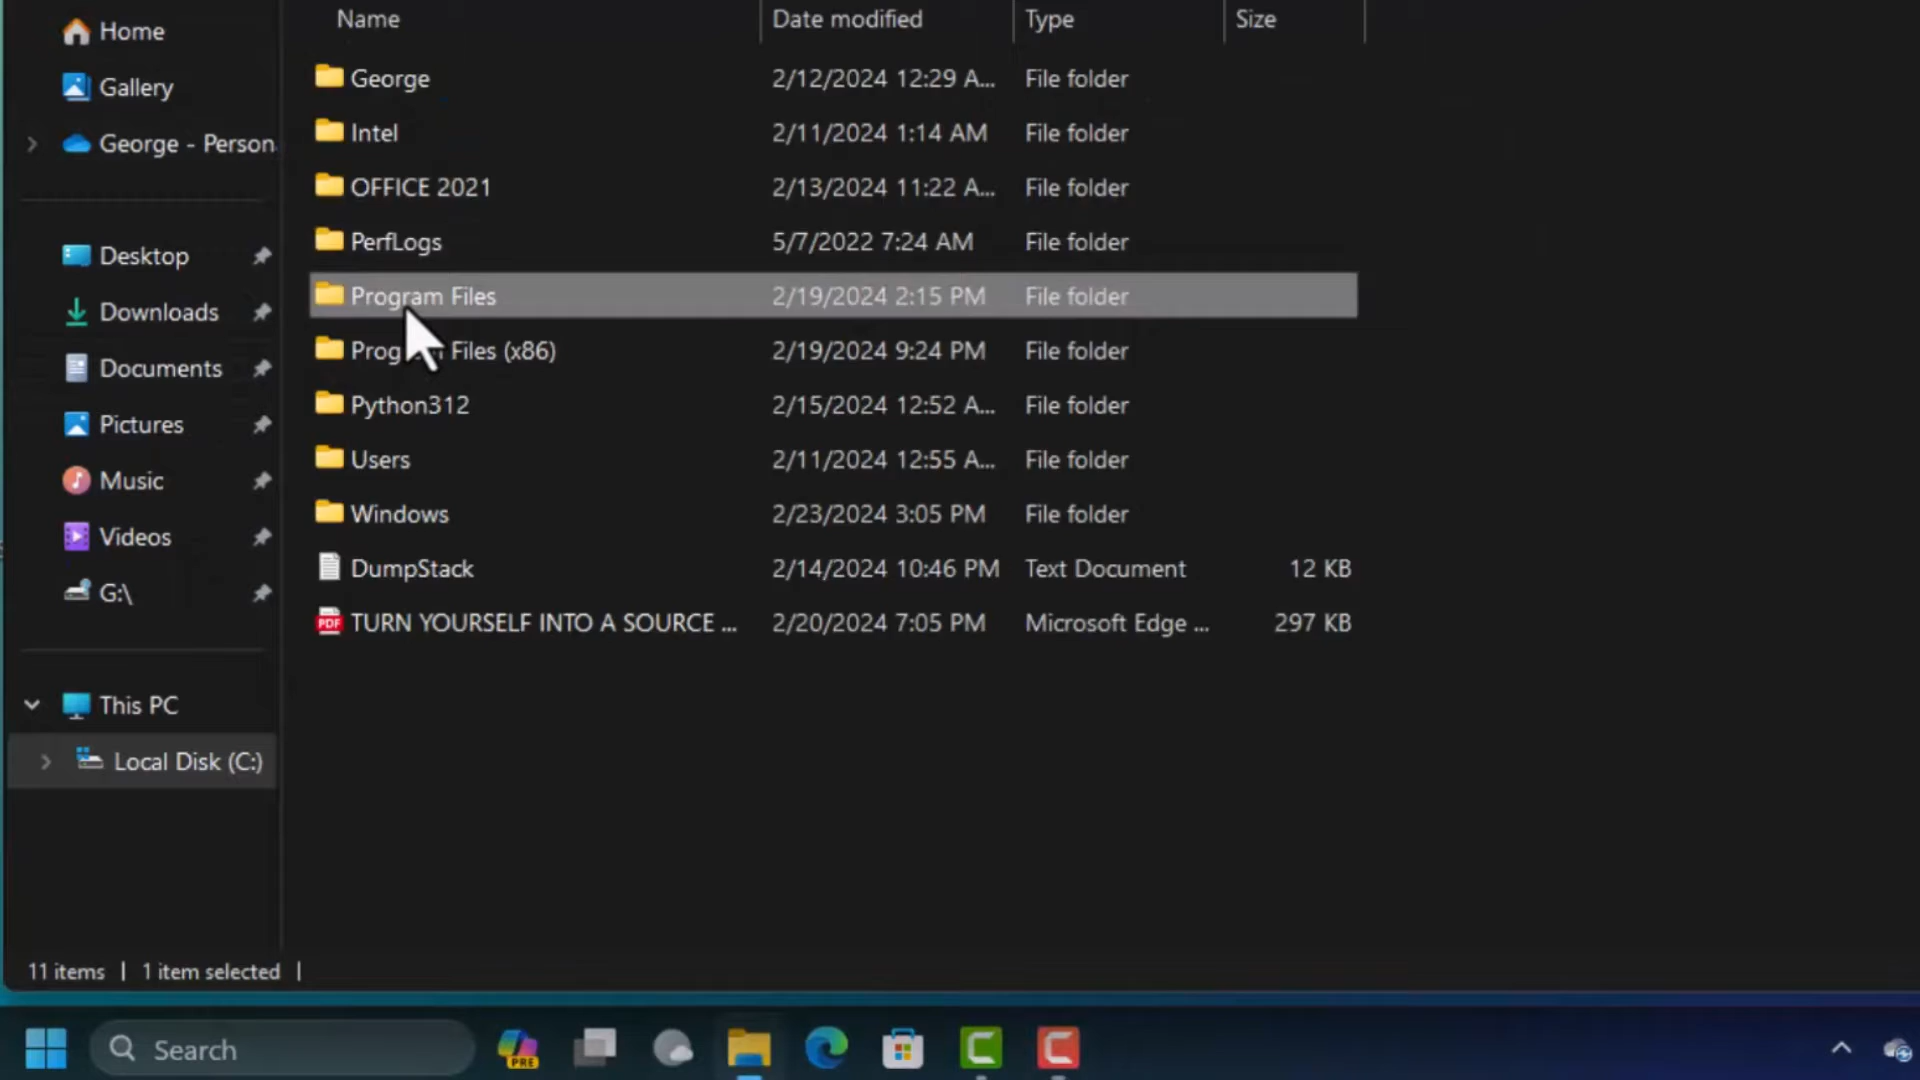 Home
Gallery
George - Person
Desktop
Downloads
Documents
Pictures
Music
Videos
G:\
This PC
Local Disk (C:)
Name Date modified Type Size
George 2/12/2024 12:29 A... File folder
Intel 2/11/2024 1:14 AM File folder
OFFICE 2021 2/13/2024 11:22 A... File folder
PerfLogs 5/7/2022 7:24 AM File folder
Program Files 2/19/2024 2:15 PM File folder
Program Files (x86) 2/19/2024 9:24 PM File folder
Python312 2/15/2024 12:52 A... File folder
Users 2/11/2024 12:55 A... File folder
Windows 2/23/2024 3:05 PM File folder
DumpStack 2/14/2024 10:46 PM Text Document 12 KB
PDF TURN YOURSELF INTO A SOURCE ... 2/20/2024 7:05 PM Microsoft Edge ... 297 KB
11 items | 1 item selected |
Search
PRE